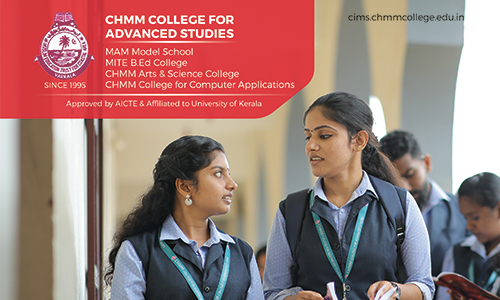 CHMM COLLEGE FOR
ADVANCED STUDIES
MAM Model School
MITE B.Ed College
CHMM Arts & Science College
CHMM College for Computer Applications
SINCE 1995
Approved by AICTE & Affiliated to University of Kerala
cims.chmmcollege.edu.in
VARKALA